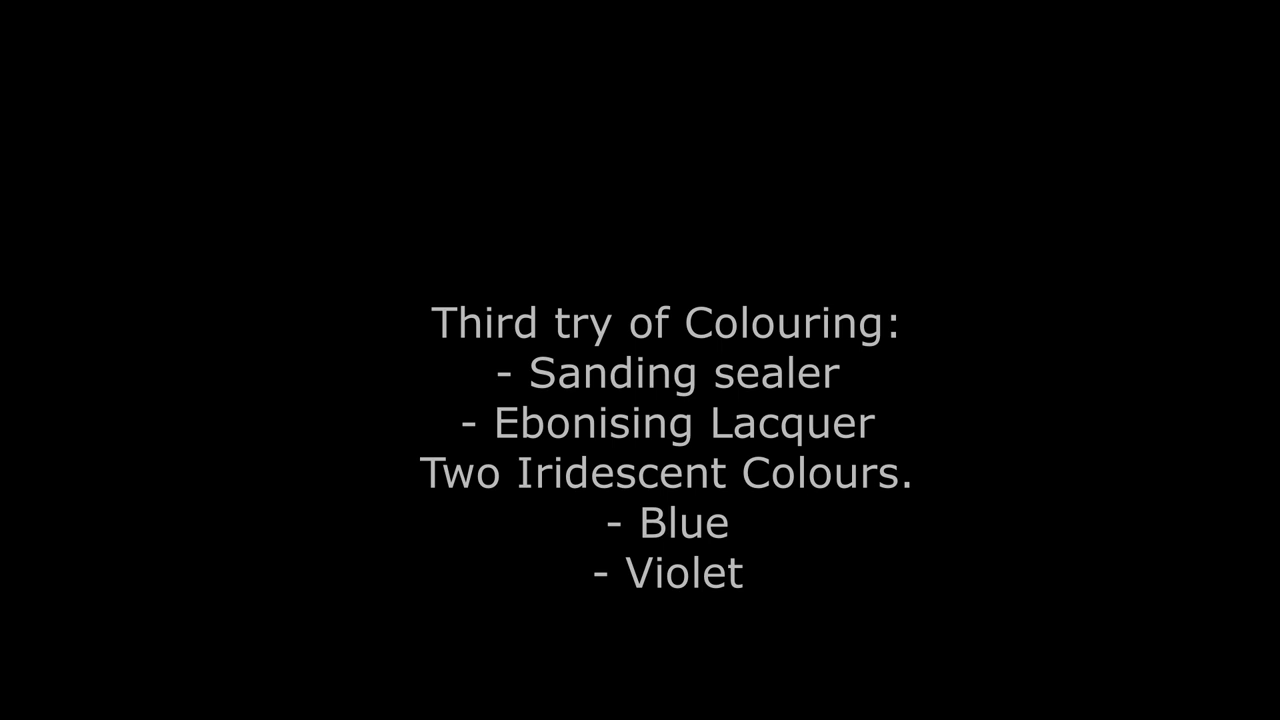 Third try of Colouring:
- Sanding sealer
- Ebonising Lacquer
Two Iridescent Colours.
- Blue
- Violet